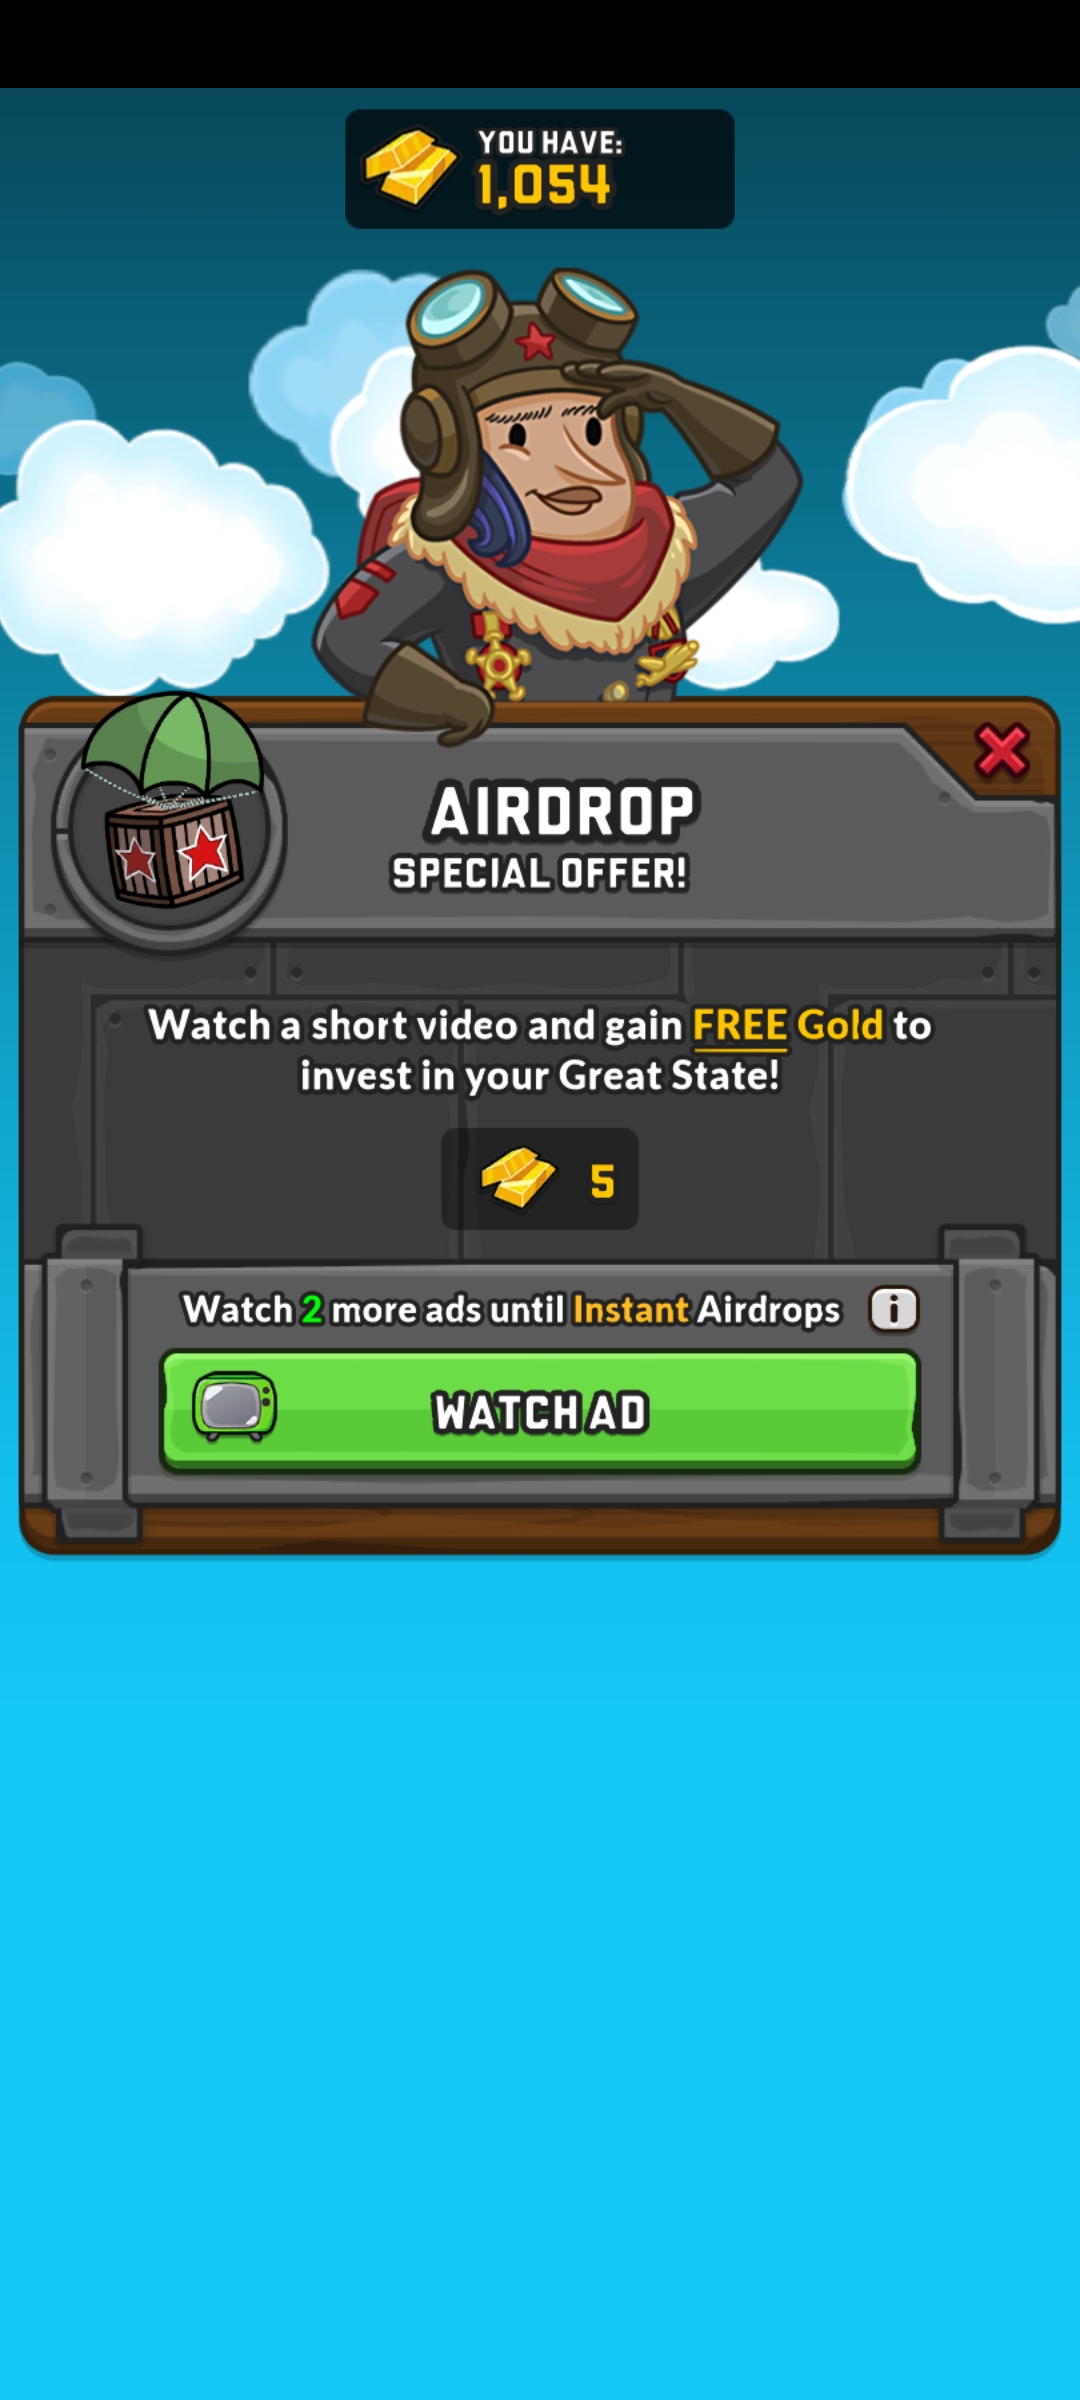 YOU HAVE:
1,054
AIRDROP
SPECIAL OFFER!
Watch a short video and gain FREE Gold to
invest in your Great State!
5
Watch 2 more ads until Instant Airdrops
i
WATCH AD